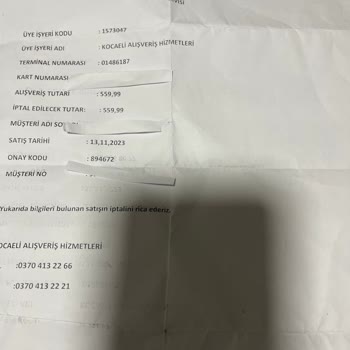 ÜYE İŞYERİ KODU : 1573047
ÜYE İŞYERİ ADI : KOCAELİ ALIŞVERİŞ HİZMETLERİ
TERMİNAL NUMARASI : 01486187
KART NUMARASI
ALIŞVERİŞ TUTARI : 559,99
İPTAL EDİLECEK TUTAR: : 559,99
MÜŞTERİ ADI
SATIŞ TARİHİ : 13,11,2023
ONAY KODU : 894672
MÜŞTERİ NO :
Yukarıda bilgileri bulunan satışın iptalini rica ederiz.
OCAELİ ALIŞVERİŞ HİZMETLERİ
:0370 413 22 66
:0370 413 22 21